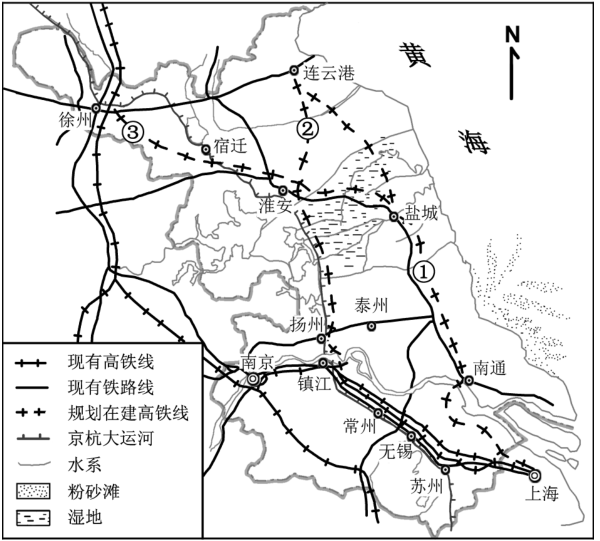 黄
海
N
连云港
徐州
③
②
宿迁
淮安
盐城
①
泰州
扬州
南京
镇江
南通
常州
无锡
苏州
上海
现有高铁线
现有铁路线
规划在建高铁线
京杭大运河
水系
粉砂滩
湿地